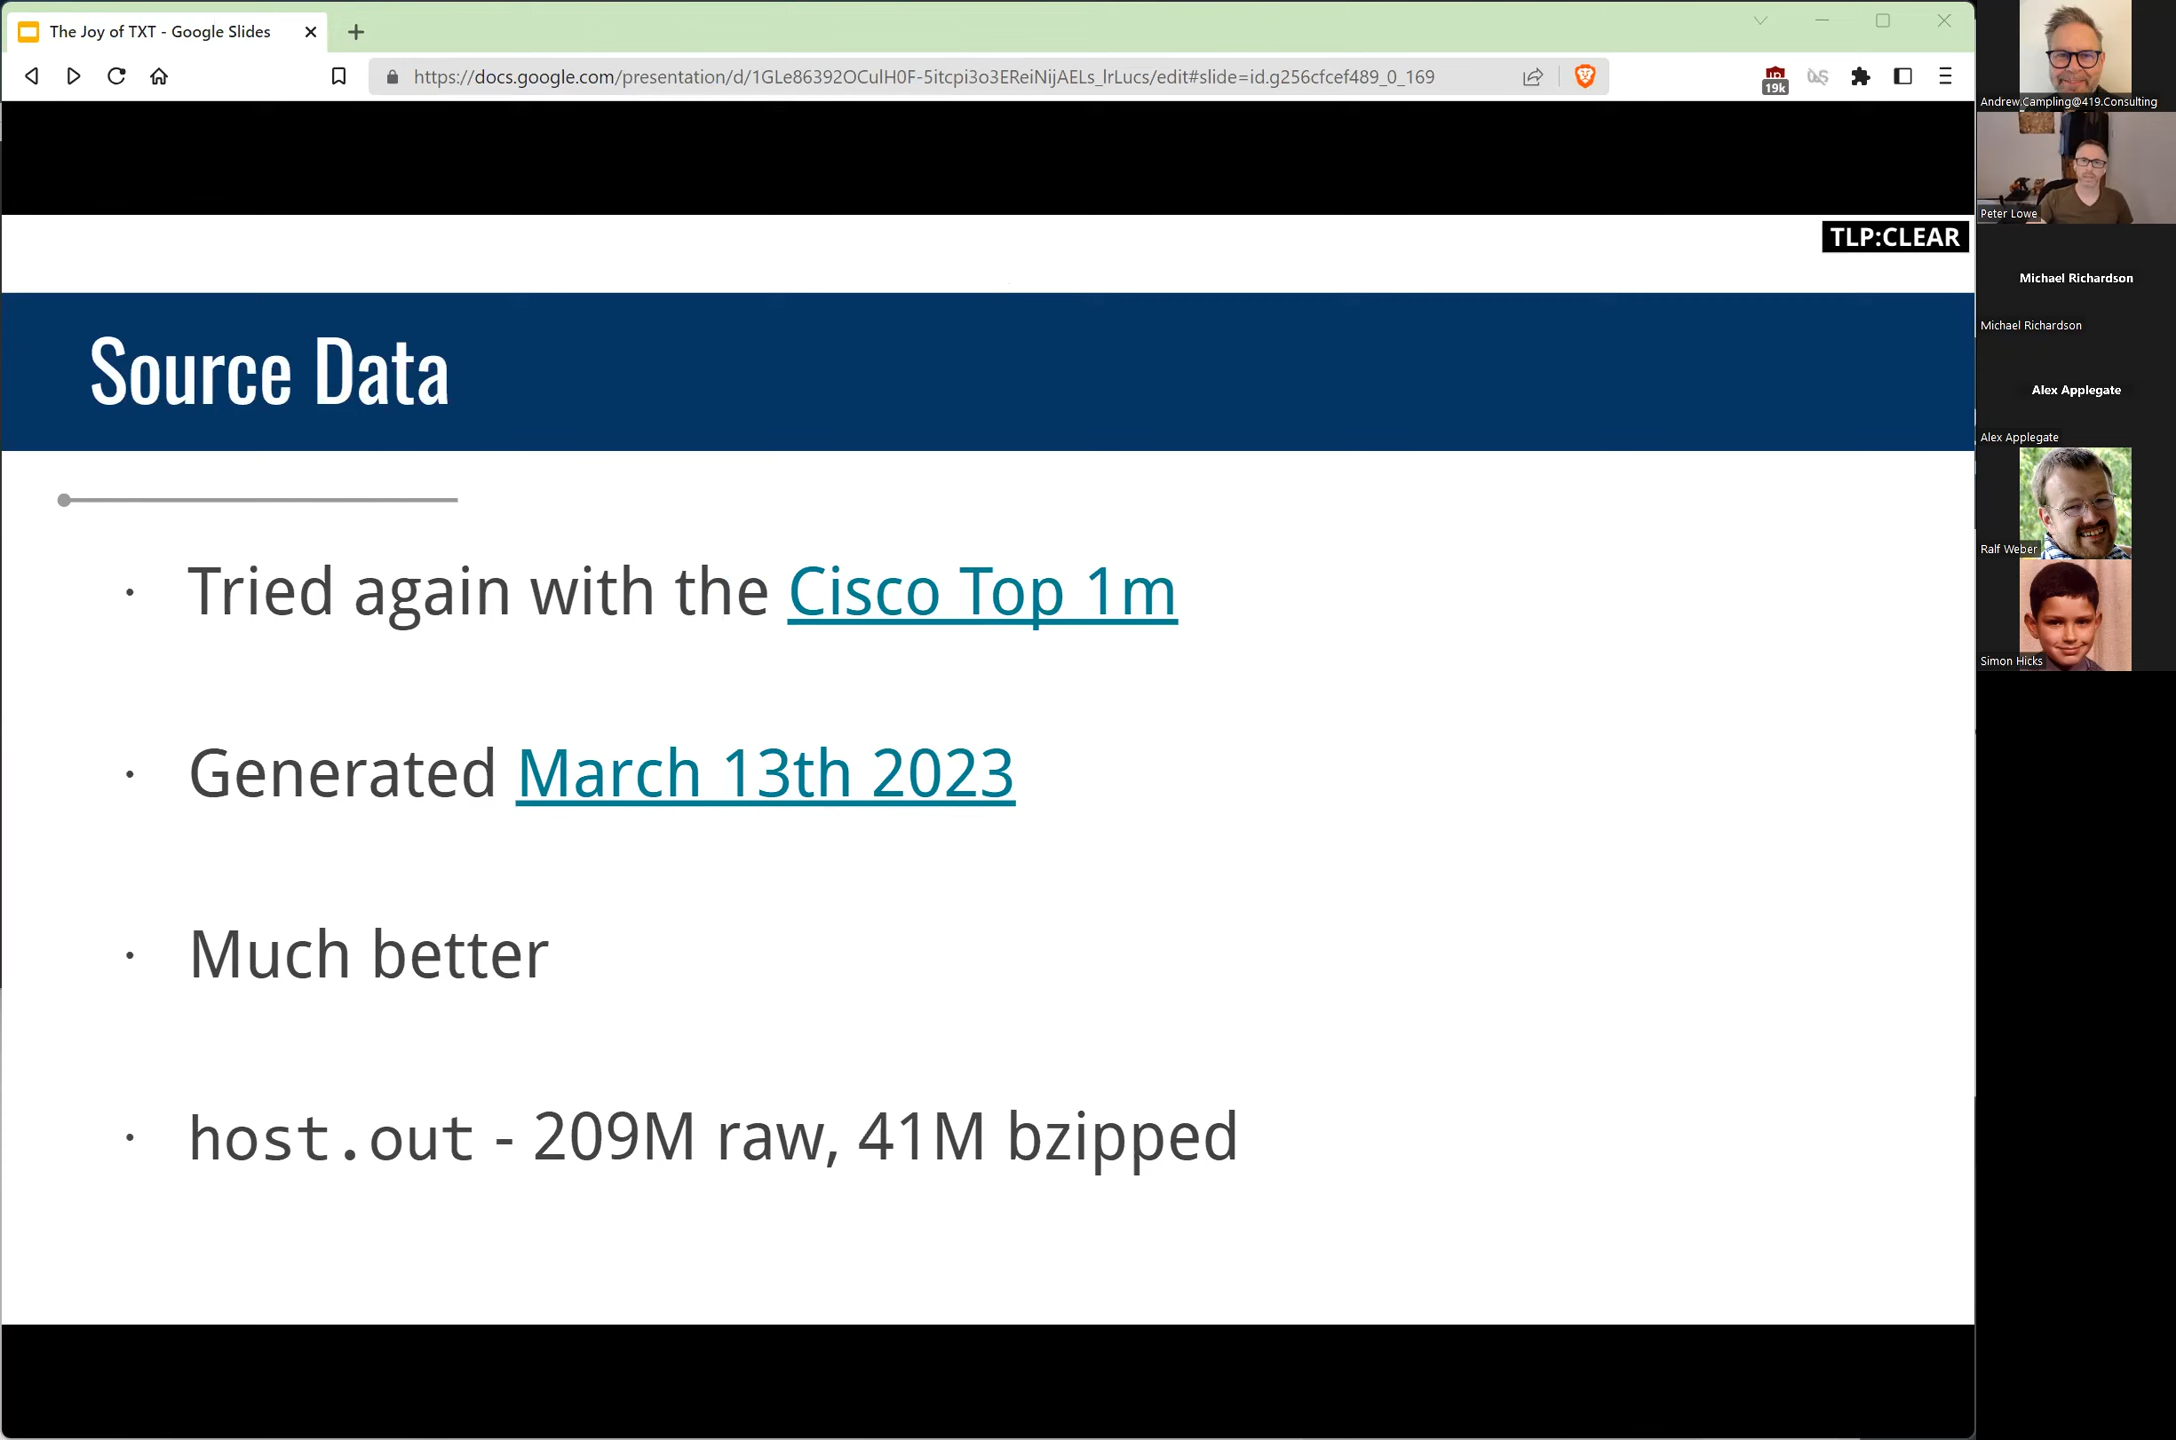 The Joy of TXT - Google Slides
https://docs.google.com/presentation/d/1GLe86392OCulH0F-5itcpi3o3EReiNijAELs_lrLucs/edit#slide=id.g256cfcef489_0_169
19k
TLP:CLEAR
Source Data
· Tried again with the Cisco Top 1m
· Generated March 13th 2023
· Much better
· host.out - 209M raw, 41M bzipped
Andrew.Campling@419.Consulting
Peter Lowe
Michael Richardson
Michael Richardson
Alex Applegate
Alex Applegate
Ralf Weber
Simon Hicks